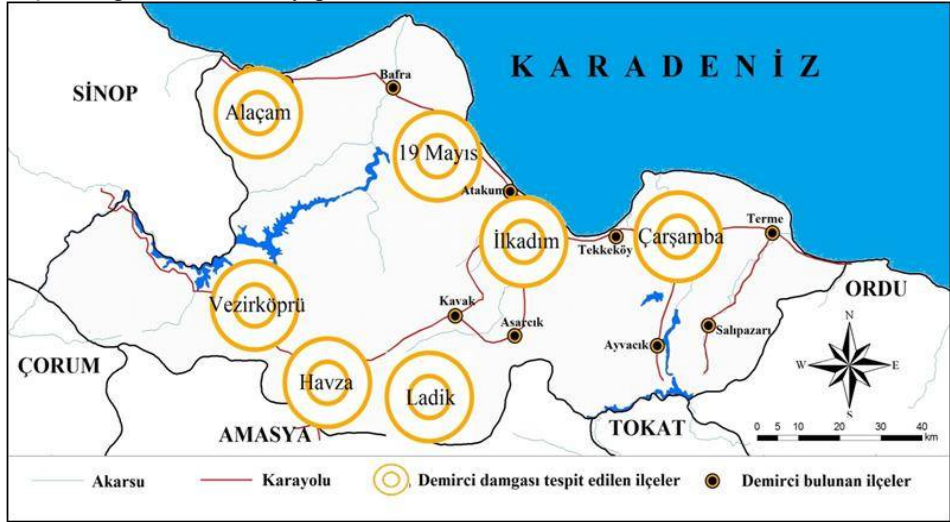 KARADENİZ
SİNOP
Bafra
Alaçam
19 Mayıs
Atakum
İlkadım
Tekkeköy
Çarşamba
Terme
Vezirköprü
Kavak
Asarcık
Ayvacık
Salıpazarı
ORDU
N
W
E
S
ÇORUM
Havza
Ladik
AMASYA
TOKAT
0 5 10 20 30 40
km
Akarsu
Karayolu
Demirci damgası tespit edilen ilçeler
Demirci bulunan ilçeler